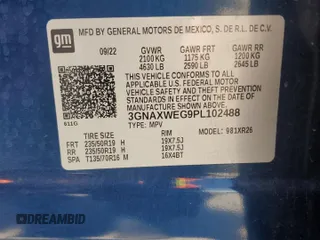 gm
MFD BY GENERAL MOTORS DE MEXICO, S. DE R.L. DE C.V.
09/22 GVWR GAWR FRT GAWR RR
2100 KG 1175 KG 1200 KG
4630 LB 2590 LB 2645 LB
THIS VEHICLE CONFORMS TO ALL APPLICABLE U.S. FEDERAL MOTOR VEHICLE SAFETY AND THEFT PREVENTION STANDARDS IN EFFECT ON THE DATE OF MANUFACTURE SHOWN ABOVE.
3GNAXWEG9PL102488
TYPE: MPV
MODEL: 981XR26
811G
TIRE SIZE RIM
FRT 235/50R19 H 19X7.5J
RR 235/50R19 H 19X7.5J
SPA T135/70R16 M 16X4BT
DREAMBID